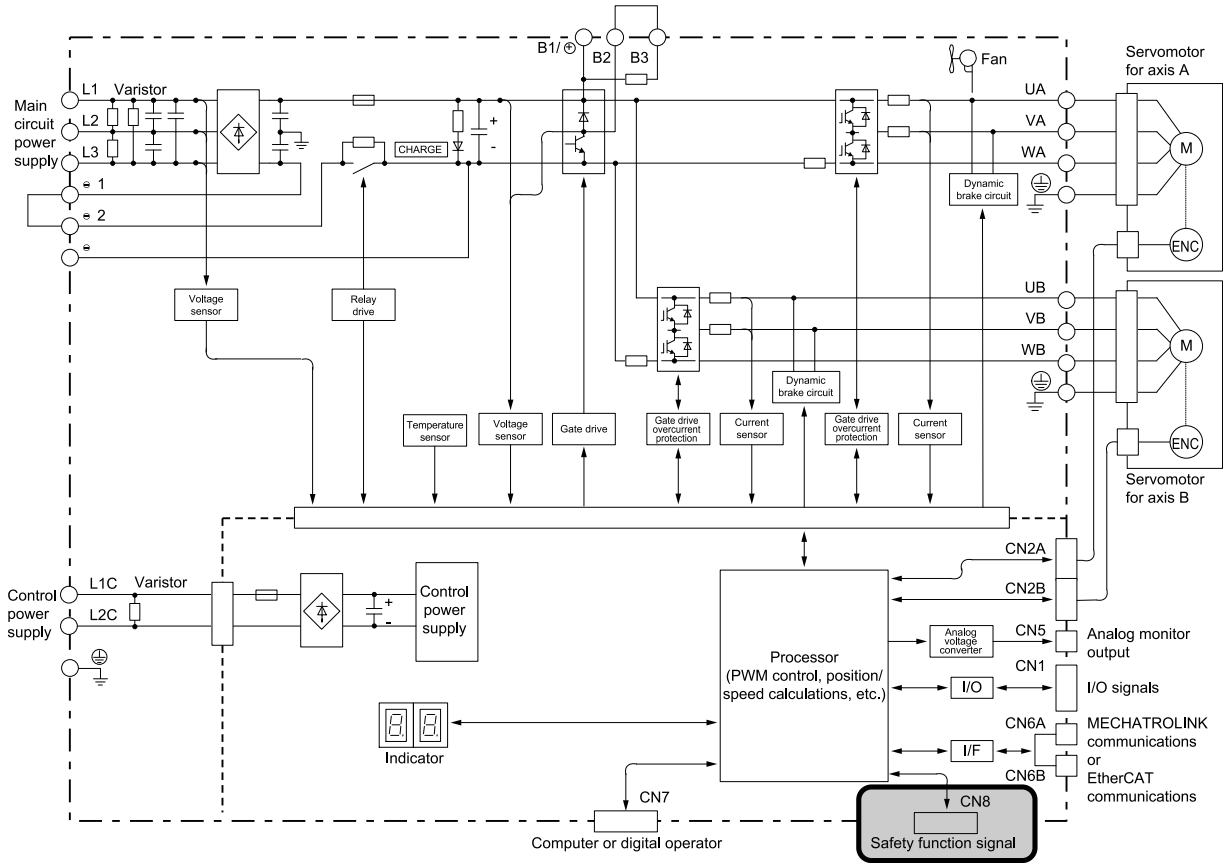 B1/⊕
B2
B3
Fan
Servomotor
for axis A
Main
circuit
power
supply
L1
Varistor
L2
L3
⊖ 1
⊖ 2
⊖
+
-
CHARGE
UA
VA
WA
M
ENC
Dynamic
brake circuit
Voltage
sensor
Relay
drive
UB
VB
WB
M
ENC
Dynamic
brake circuit
Servomotor
for axis B
Temperature
sensor
Voltage
sensor
Gate drive
Gate drive
overcurrent
protection
Current
sensor
Gate drive
overcurrent
protection
Current
sensor
Control
power
supply
L1C
Varistor
L2C
+
-
Control
power
supply
Processor
(PWM control, position/
speed calculations, etc.)
CN2A
CN2B
Analog
voltage
converter
CN5
Analog monitor
output
CN1
I/O
I/O signals
CN6A
I/F
CN6B
MECHATROLINK
communications
or
EtherCAT
communications
8. 8.
Indicator
CN7
Computer or digital operator
CN8
Safety function signal